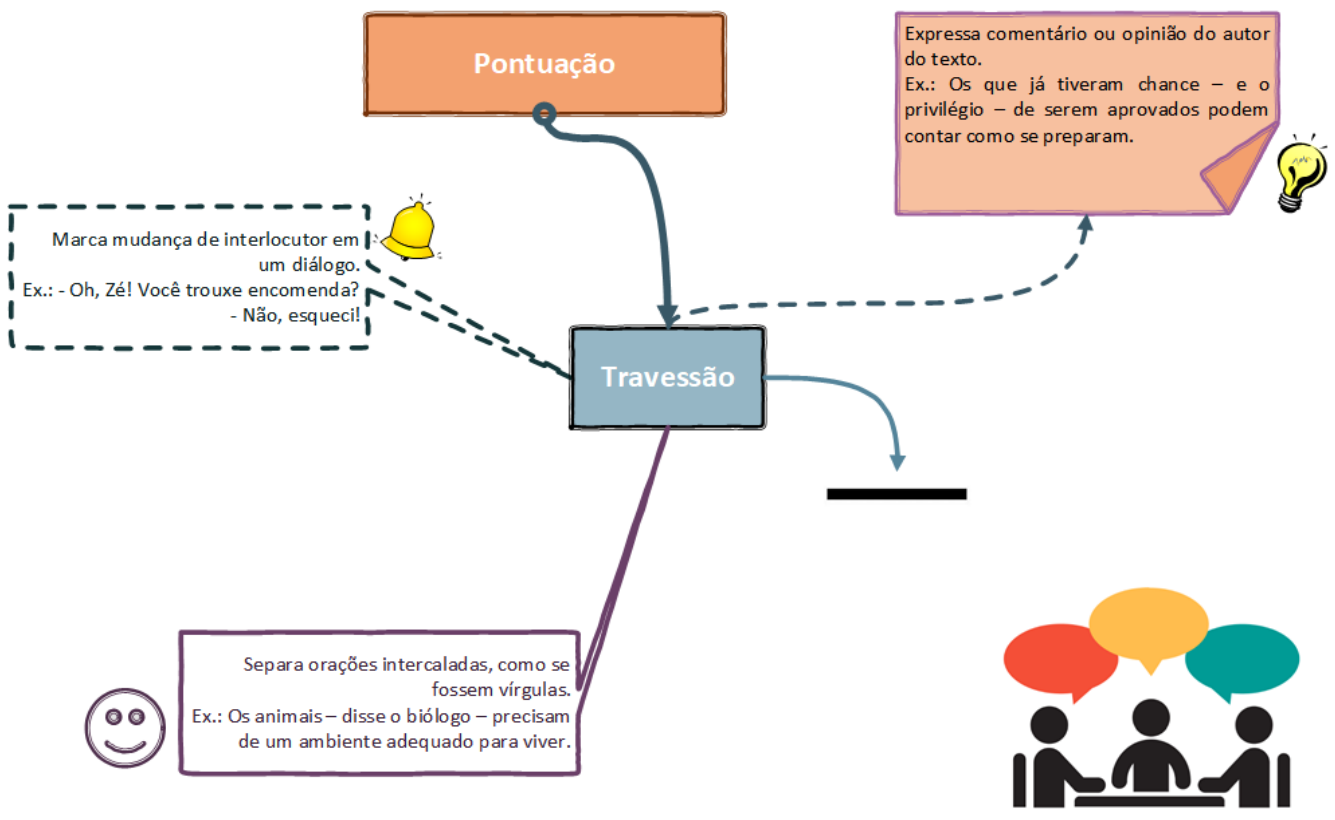 Pontuação
Expressa comentário ou opinião do autor
do texto.
Ex.: Os que já tiveram chance – e o
privilégio – de serem aprovados podem
contar como se preparam.
Marca mudança de interlocutor em
um diálogo.
Ex.: - Oh, Zé! Você trouxe encomenda?
- Não, esqueci!
Travessão
Separa orações intercaladas, como se
fossem vírgulas.
Ex.: Os animais – disse o biólogo – precisam
de um ambiente adequado para viver.